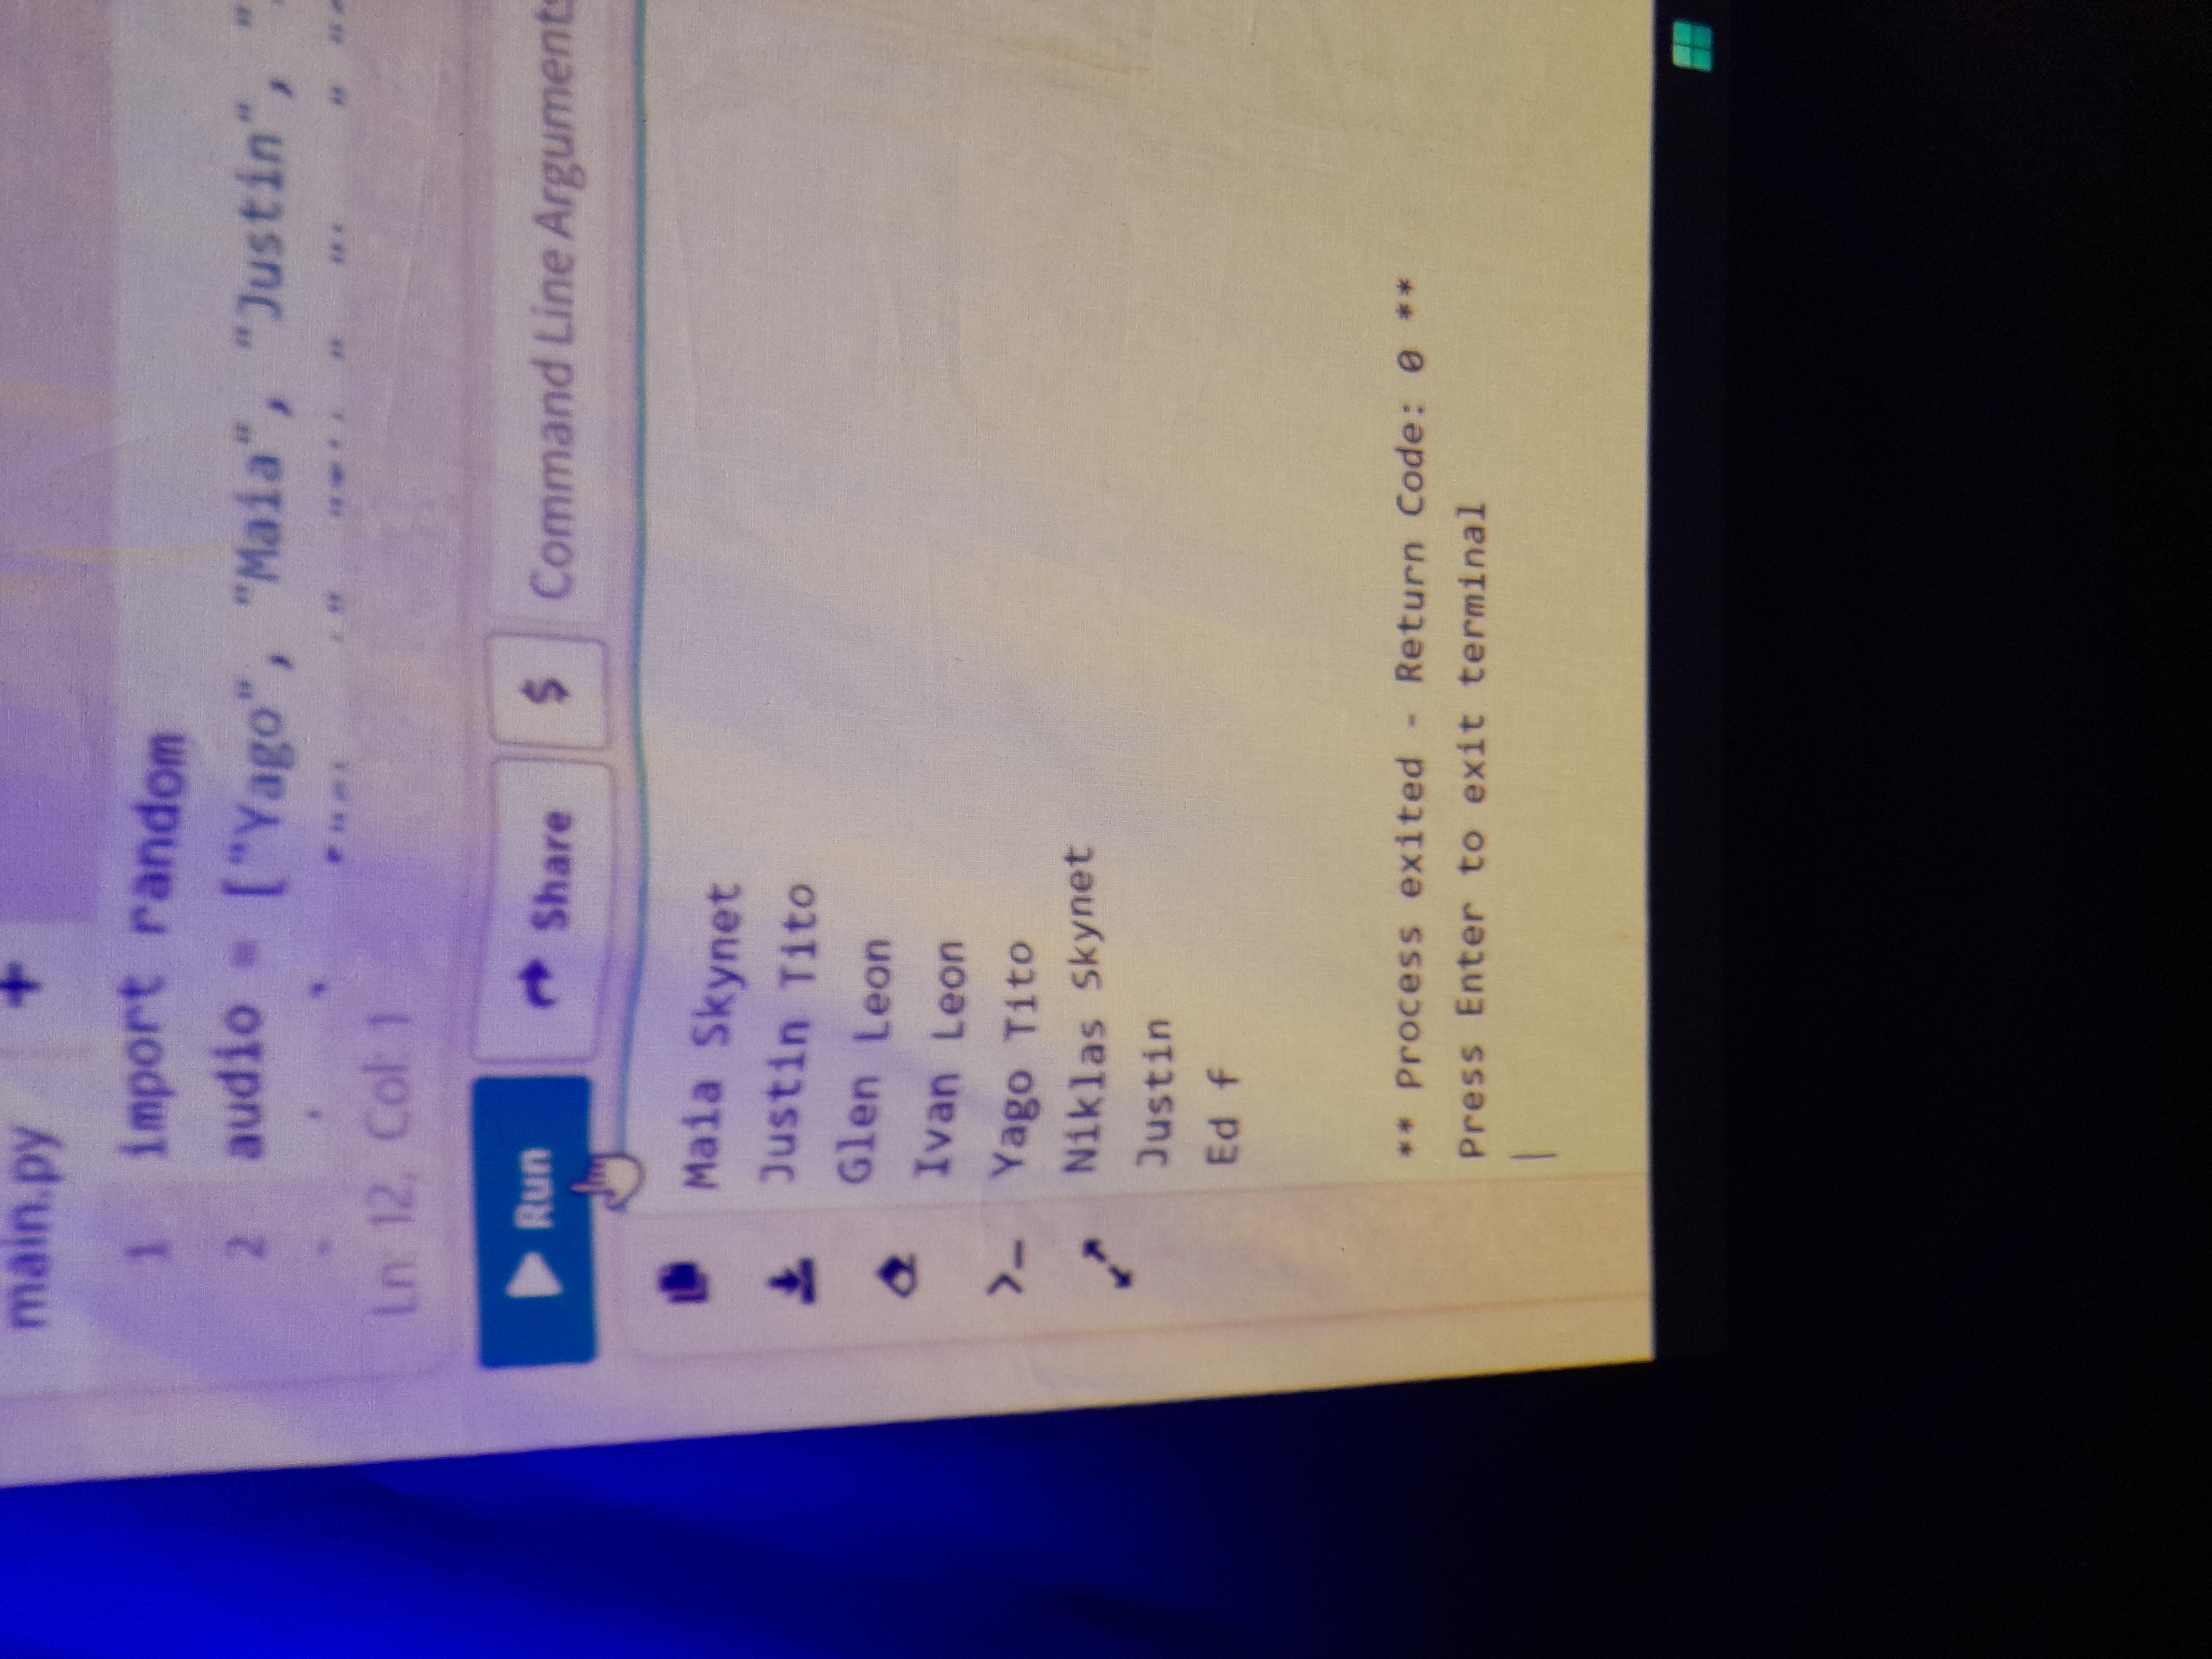 main.py +
1 import random
2 audio = ["Yago", "Maia", "Justin", "
Ln: 12, Col: 1
Run Share $ Command Line Arguments
Maia Skynet
Justin Tito
Glen Leon
Ivan Leon
Yago Tito
Niklas Skynet
Justin
Ed f
** Process exited - Return Code: 0 **
Press Enter to exit terminal